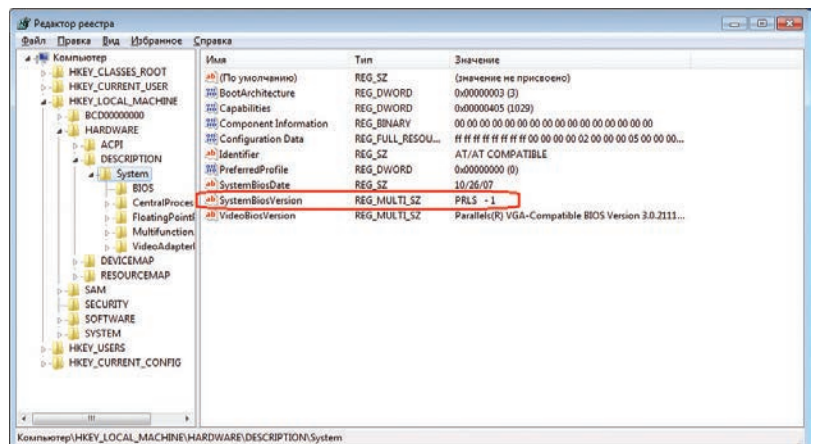 Редактор реестра
Файл Правка Вид Избранное Справка
Компьютер
HKEY_CLASSES_ROOT
HKEY_CURRENT_USER
HKEY_LOCAL_MACHINE
BCD00000000
HARDWARE
ACPI
DESCRIPTION
System
BIOS
CentralProces
FloatingPoint
Multifunction
VideoAdapter
DEVICEMAP
RESOURCEMAP
SAM
SECURITY
SOFTWARE
SYSTEM
HKEY_USERS
HKEY_CURRENT_CONFIG
Имя Тип Значение
(По умолчанию) REG_SZ (значение не присвоено)
BootArchitecture REG_DWORD 0x00000003 (3)
Capabilities REG_DWORD 0x00000405 (1029)
Component Information REG_BINARY 00 00 00 00 00 00 00 00 00 00 00 00 00 00 00 00
Configuration Data REG_FULL_RESOU... ff ff ff ff ff ff ff ff 00 00 00 00 02 00 00 00 05 00 00 00...
Identifier REG_SZ AT/AT COMPATIBLE
PreferredProfile REG_DWORD 0x00000000 (0)
SystemBiosDate REG_SZ 10/26/07
SystemBiosVersion REG_MULTI_SZ PRLS - 1
VideoBiosVersion REG_MULTI_SZ Parallels(R) VGA-Compatible BIOS Version 3.0.2111...
Компьютер\HKEY_LOCAL_MACHINE\HARDWARE\DESCRIPTION\System